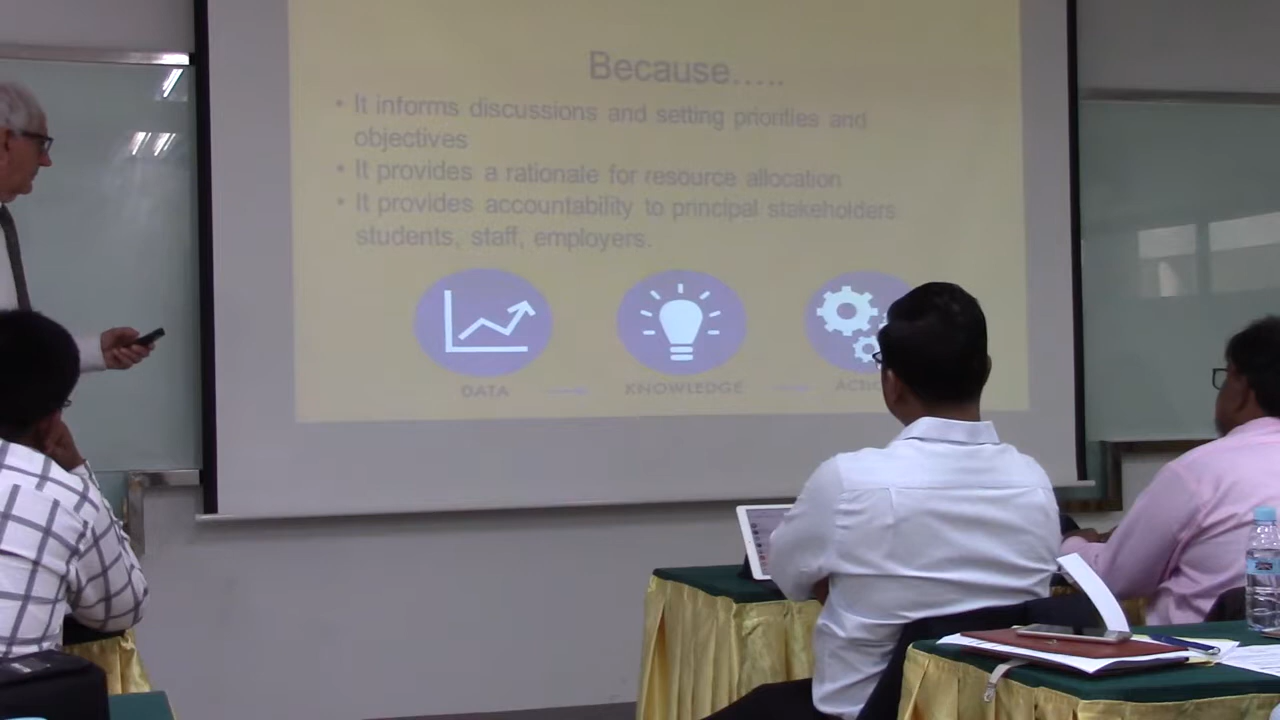 Because.....
• It informs discussions and setting priorities and
objectives
• It provides a rationale for resource allocation
• It provides accountability to principal stakeholders
students, staff, employers.
DATA
KNOWLEDGE